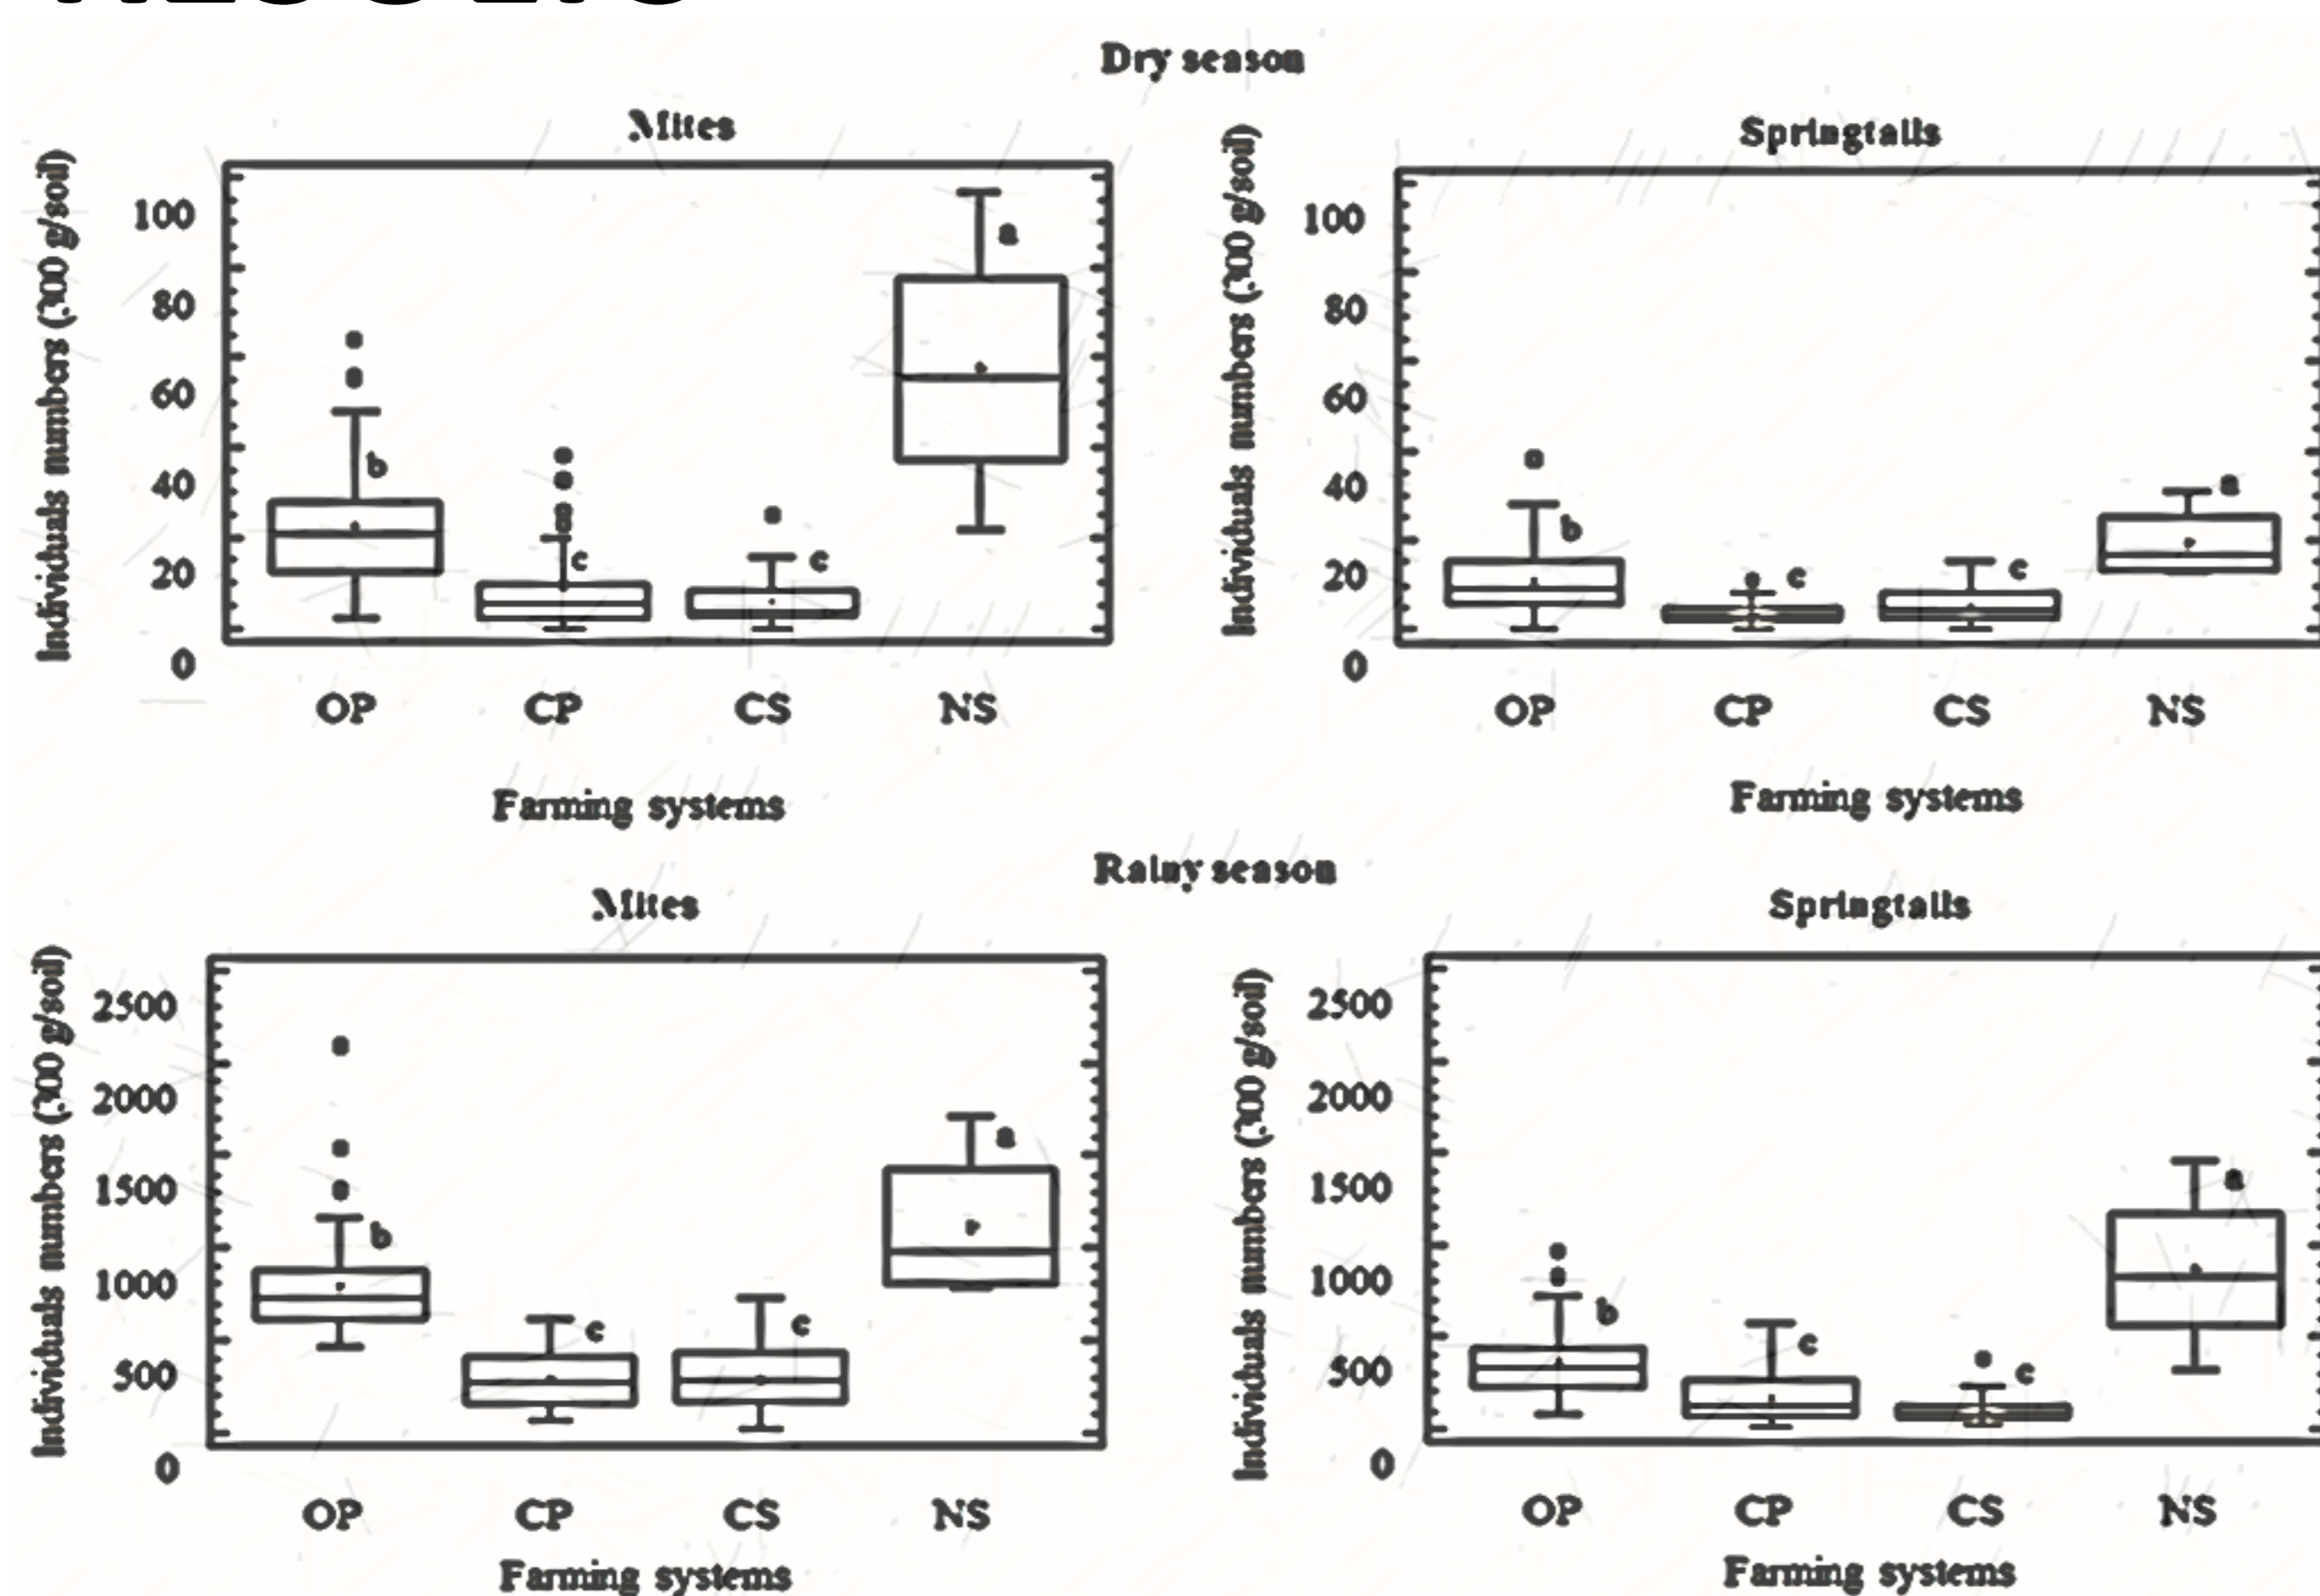 Dry season
Mites
Springtails
Individuals numbers (300 g/soil)
100
80
60
40
20
0
b
c
c
a
OP CP CS NS
Farming systems
Individuals numbers (300 g/soil)
100
80
60
40
20
0
b
c
c
a
OP CP CS NS
Farming systems
Rainy season
Mites
Springtails
Individuals numbers (300 g/soil)
2500
2000
1500
1000
500
0
b
c
c
a
OP CP CS NS
Farming systems
Individuals numbers (300 g/soil)
2500
2000
1500
1000
500
0
b
c
c
a
OP CP CS NS
Farming systems